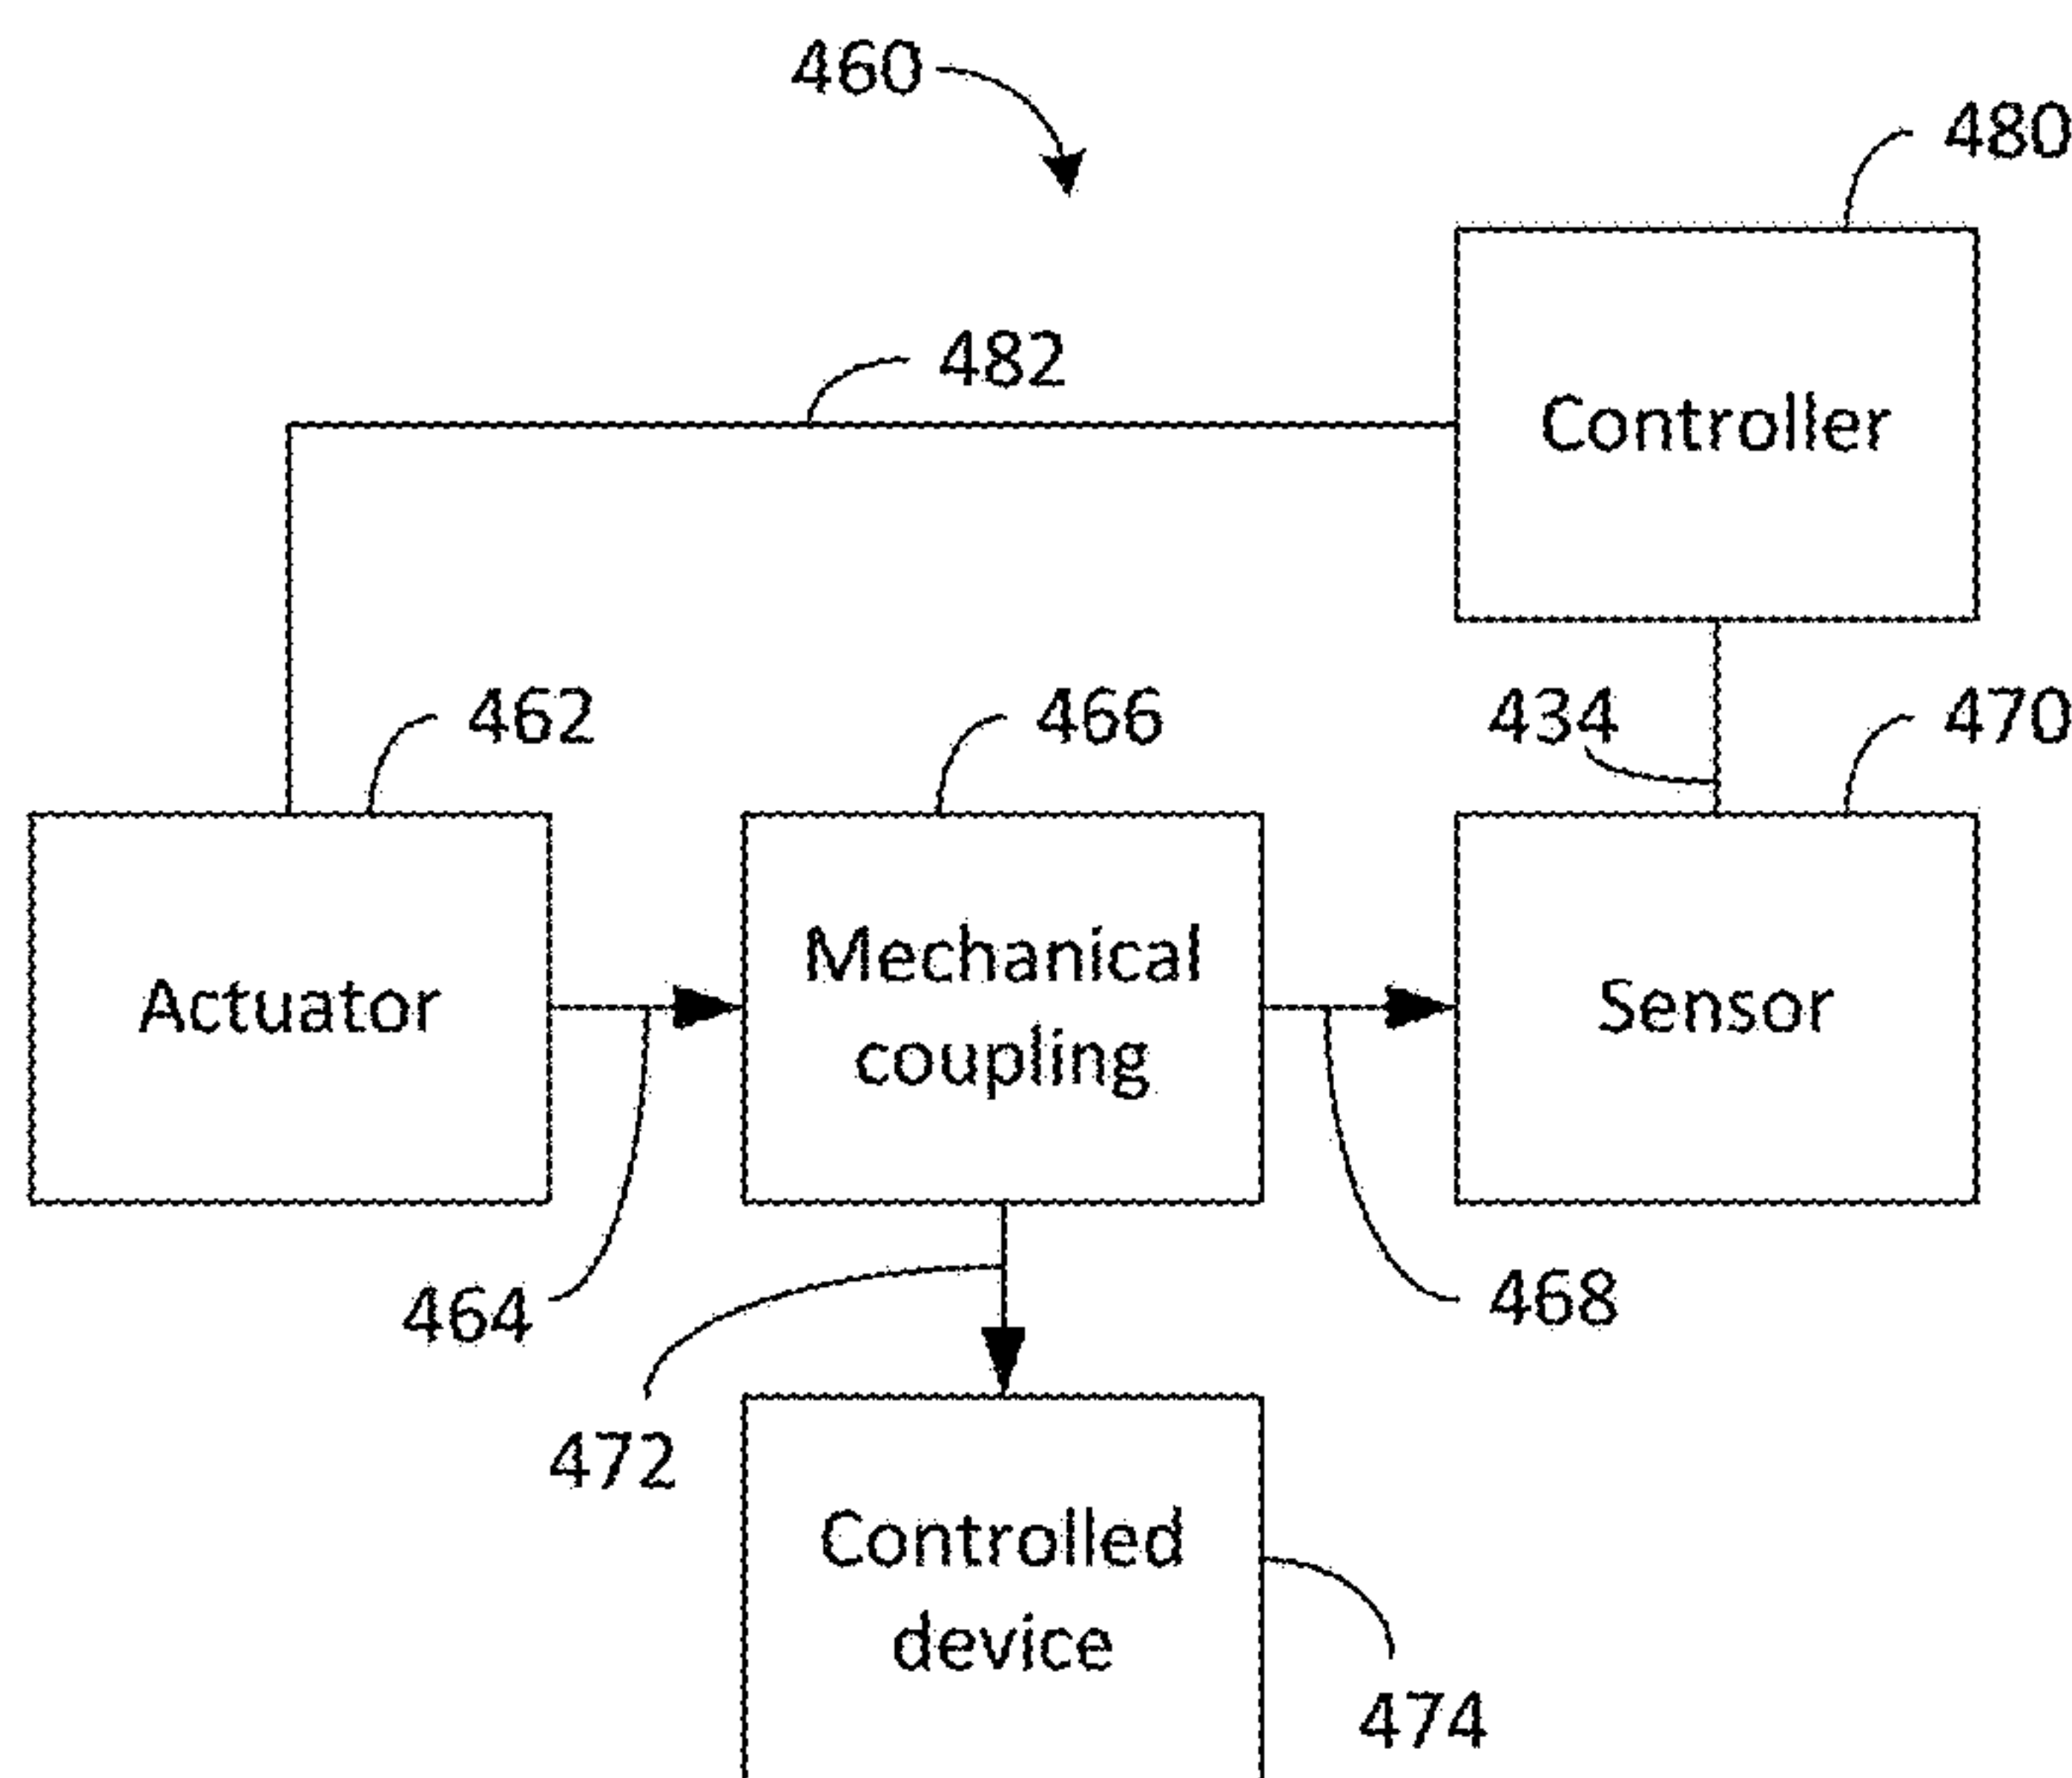 460
480
482
Controller
462
466
434
470
Actuator
Mechanical
coupling
Sensor
464
468
472
Controlled
device
474